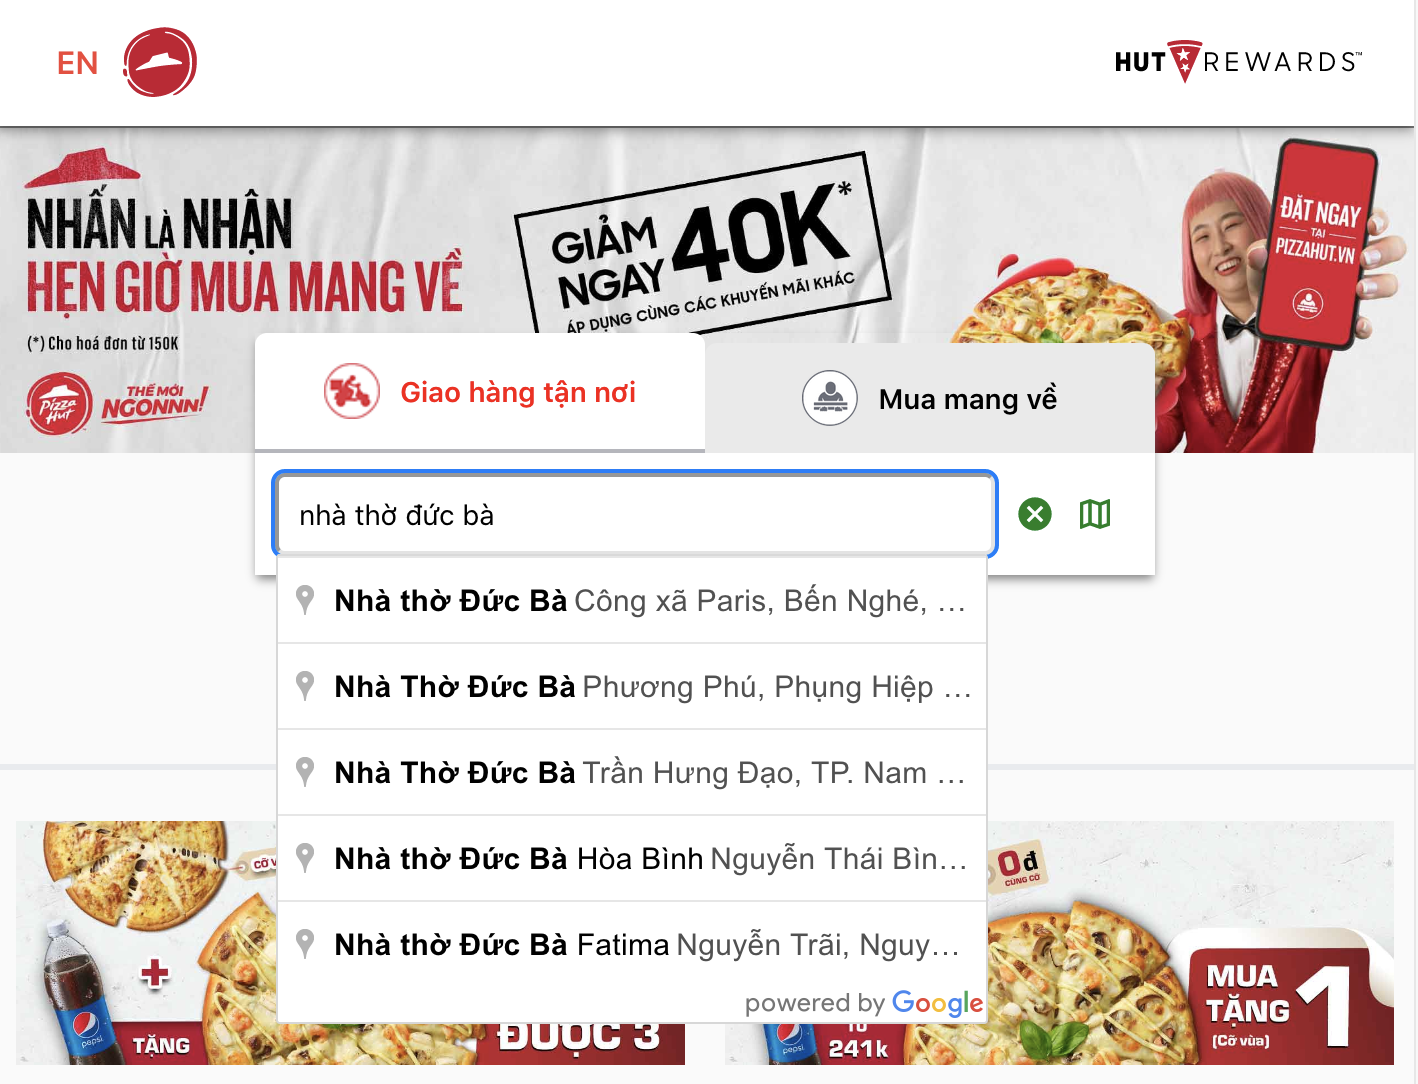 EN
HUT REWARDS™
NHẤN LÀ NHẬN
HẸN GIỜ MUA MANG VỀ
(*) Cho hoá đơn từ 150K
Pizza
Hut
THẾ MỚI
NGONNN!
GIẢM
NGAY 40K*
ÁP DỤNG CÙNG CÁC KHUYẾN MÃI KHÁC
ĐẶT NGAY
TẠI
PIZZAHUT.VN
Giao hàng tận nơi
Mua mang về
nhà thờ đức bà
Nhà thờ Đức Bà Công xã Paris, Bến Nghé, ...
Nhà Thờ Đức Bà Phương Phú, Phụng Hiệp ...
Nhà Thờ Đức Bà Trần Hưng Đạo, TP. Nam ...
Nhà thờ Đức Bà Hòa Bình Nguyễn Thái Bìn...
Nhà thờ Đức Bà Fatima Nguyễn Trãi, Nguy...
powered by Google
CỠ V
+
pepsi
TẶNG
ĐƯỢC 3
0đ
CÙNG CỠ
pepsi
TỪ
241k
MUA
TẶNG 1
(Cỡ vừa)